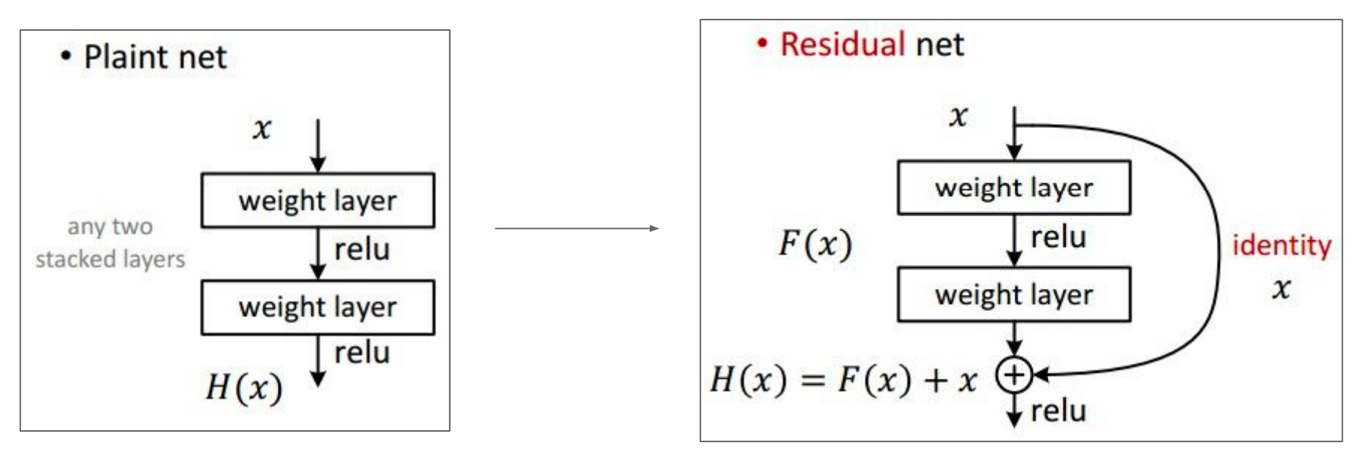 • Plaint net
x
weight layer
any two
stacked layers
relu
weight layer
relu
H(x)
• Residual net
x
weight layer
F(x)
relu
identity
x
weight layer
H(x) = F(x) + x
+
relu